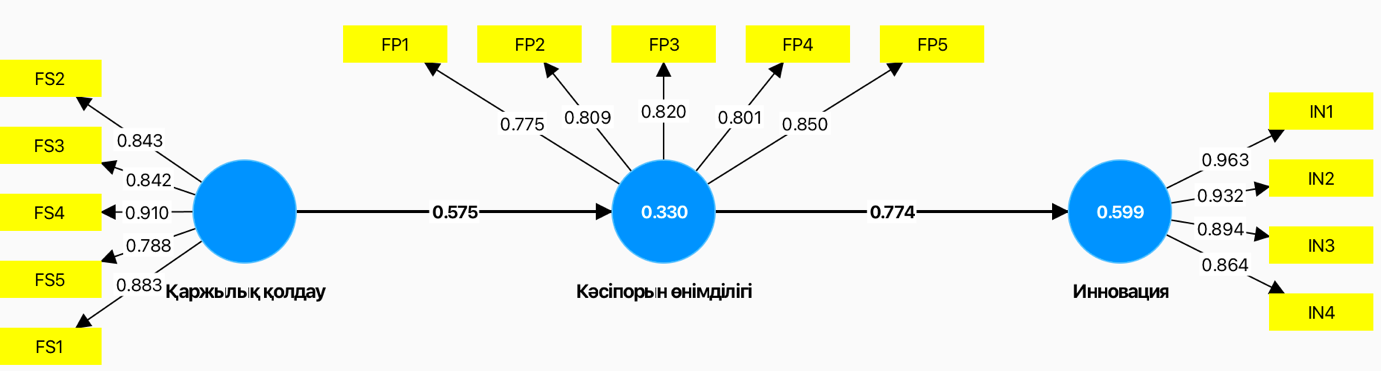 FP1
FP2
FP3
FP4
FP5
FS2
FS3
FS4
FS5
FS1
0.843
0.842
0.910
0.788
0.883
Қаржылық қолдау
0.575
0.775
0.809
0.820
0.801
0.850
0.330
Кәсіпорын өнімділігі
0.774
0.599
Инновация
0.963
0.932
0.894
0.864
IN1
IN2
IN3
IN4